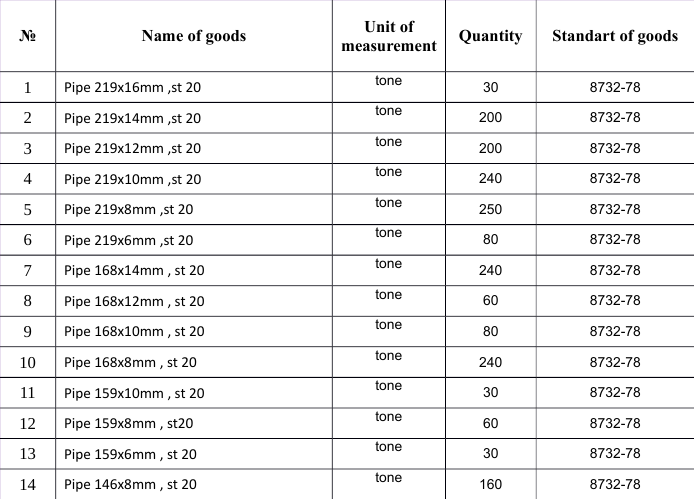 № Name of goods Unit of measurement Quantity Standart of goods
1 Pipe 219x16mm ,st 20 tone 30 8732-78
2 Pipe 219x14mm ,st 20 tone 200 8732-78
3 Pipe 219x12mm ,st 20 tone 200 8732-78
4 Pipe 219x10mm ,st 20 tone 240 8732-78
5 Pipe 219x8mm ,st 20 tone 250 8732-78
6 Pipe 219x6mm ,st 20 tone 80 8732-78
7 Pipe 168x14mm , st 20 tone 240 8732-78
8 Pipe 168x12mm , st 20 tone 60 8732-78
9 Pipe 168x10mm , st 20 tone 80 8732-78
10 Pipe 168x8mm , st 20 tone 240 8732-78
11 Pipe 159x10mm , st 20 tone 30 8732-78
12 Pipe 159x8mm , st20 tone 60 8732-78
13 Pipe 159x6mm , st 20 tone 30 8732-78
14 Pipe 146x8mm , st 20 tone 160 8732-78